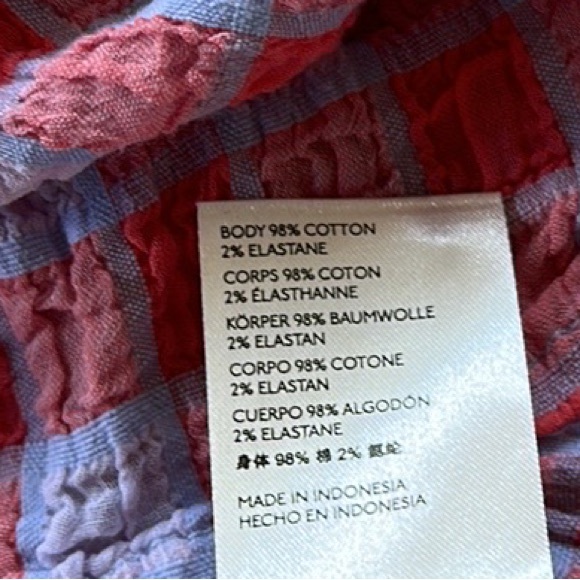 BODY 98% COTTON
2% ELASTANE
CORPS 98% COTON
2% ÉLASTHANNE
KÖRPER 98% BAUMWOLLE
2% ELASTAN
CORPO 98% COTONE
2% ELASTAN
CUERPO 98% ALGODÓN
2% ELASTANE
身体 98% 棉 2%
MADE IN INDONESIA
HECHO EN INDONESIA